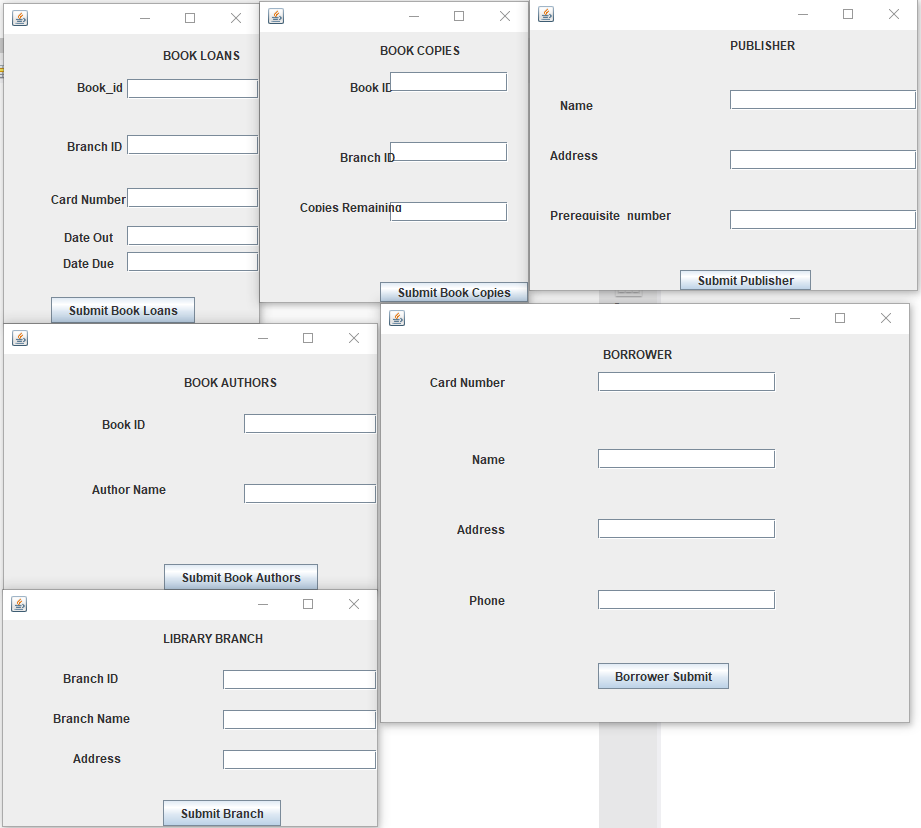 BOOK LOANS
Book_id
Branch ID
Card Number
Date Out
Date Due
Submit Book Loans
BOOK COPIES
Book ID
Branch ID
Copies Remaining
Submit Book Copies
PUBLISHER
Name
Address
Prerequisite_number
Submit Publisher
BOOK AUTHORS
Book ID
Author Name
Submit Book Authors
BORROWER
Card Number
Name
Address
Phone
Borrower Submit
LIBRARY BRANCH
Branch ID
Branch Name
Address
Submit Branch